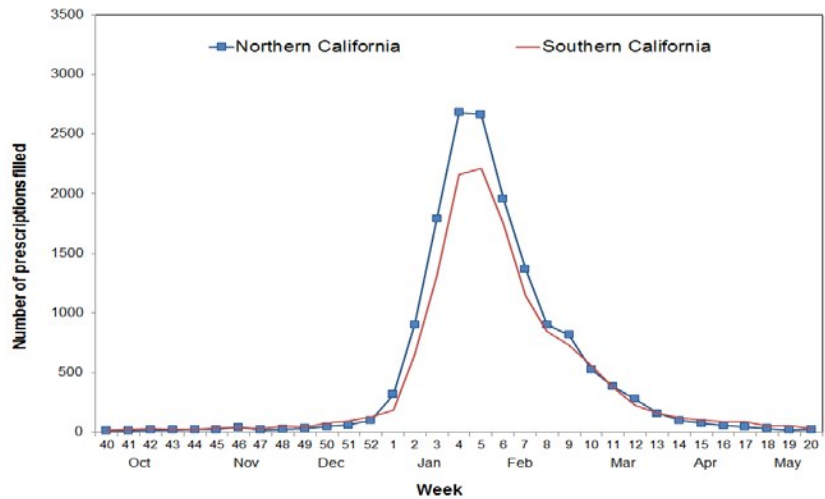 3500
3000
2500
2000
1500
1000
500
0
Number of prescriptions filled
Northern California Southern California
40 41 42 43 44 45 46 47 48 49 50 51 52 1 2 3 4 5 6 7 8 9 10 11 12 13 14 15 16 17 18 19 20
Oct Nov Dec Jan Feb Mar Apr May
Week